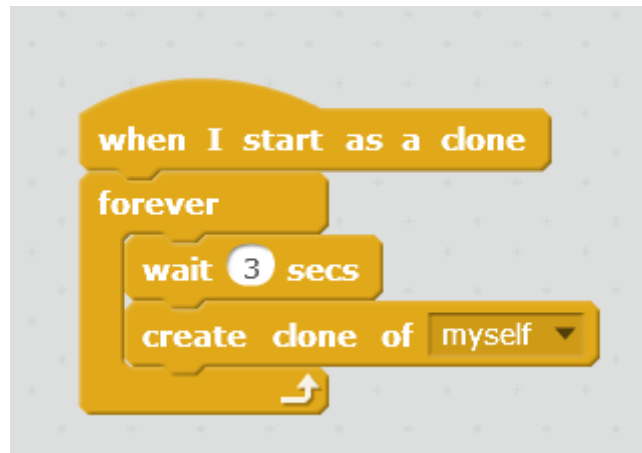 when I start as a clone
forever
wait 3 secs
create clone of myself